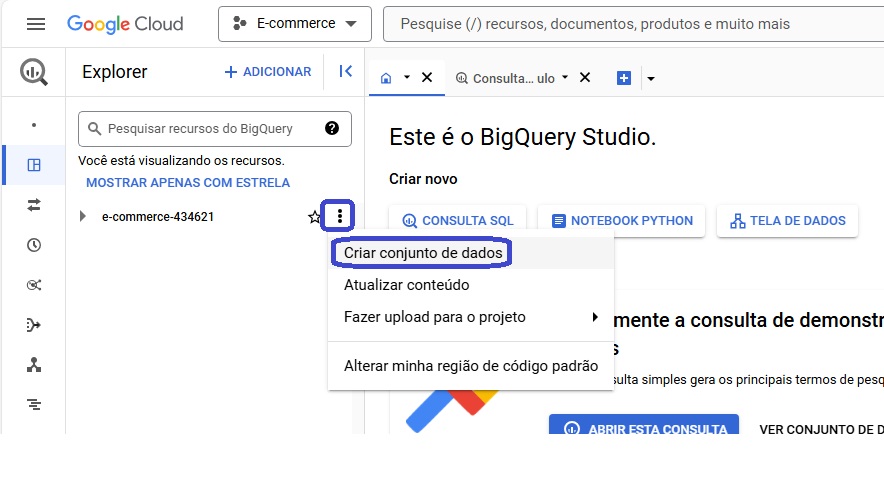 Google Cloud
E-commerce
Pesquise (/) recursos, documentos, produtos e muito mais
Explorer
+ ADICIONAR
Consulta... ulo
Pesquisar recursos do BigQuery
Este é o BigQuery Studio.
Você está visualizando os recursos.
MOSTRAR APENAS COM ESTRELA
Criar novo
e-commerce-434621
CONSULTA SQL
NOTEBOOK PYTHON
TELA DE DADOS
Criar conjunto de dados
Atualizar conteúdo
Fazer upload para o projeto
Alterar minha região de código padrão
mente a consulta de demonstr
s
ulta simples gera os principais termos de pesq
ABRIR ESTA CONSULTA
VER CONJUNTO DE D